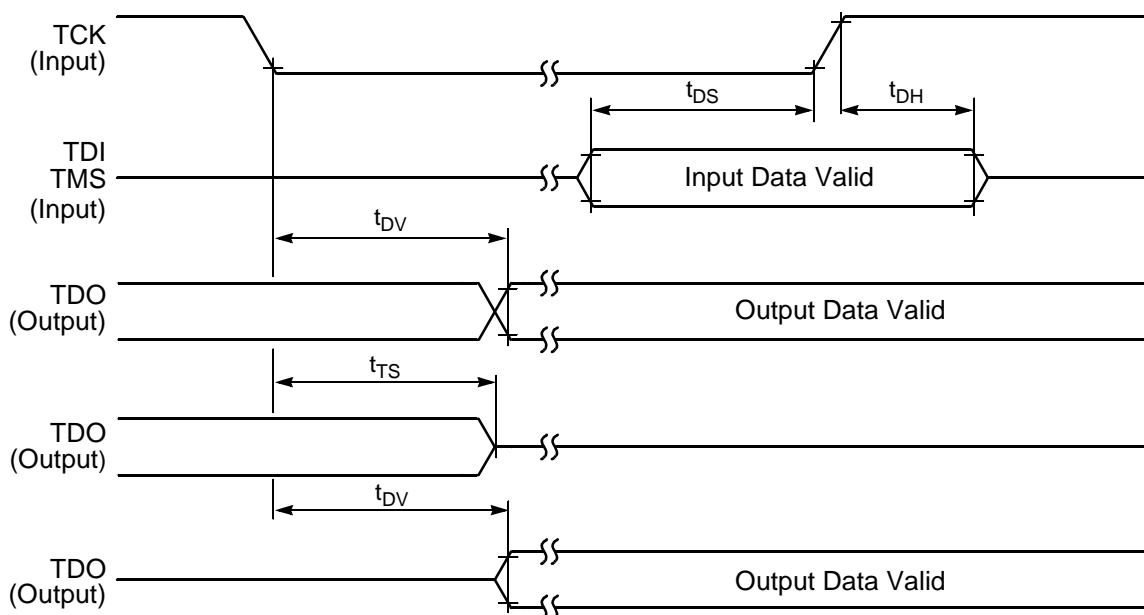 TCK
(Input)
tDS
tDH
TDI
TMS
(Input)
Input Data Valid
tDV
TDO
(Output)
Output Data Valid
tTS
TDO
(Output)
tDV
TDO
(Output)
Output Data Valid